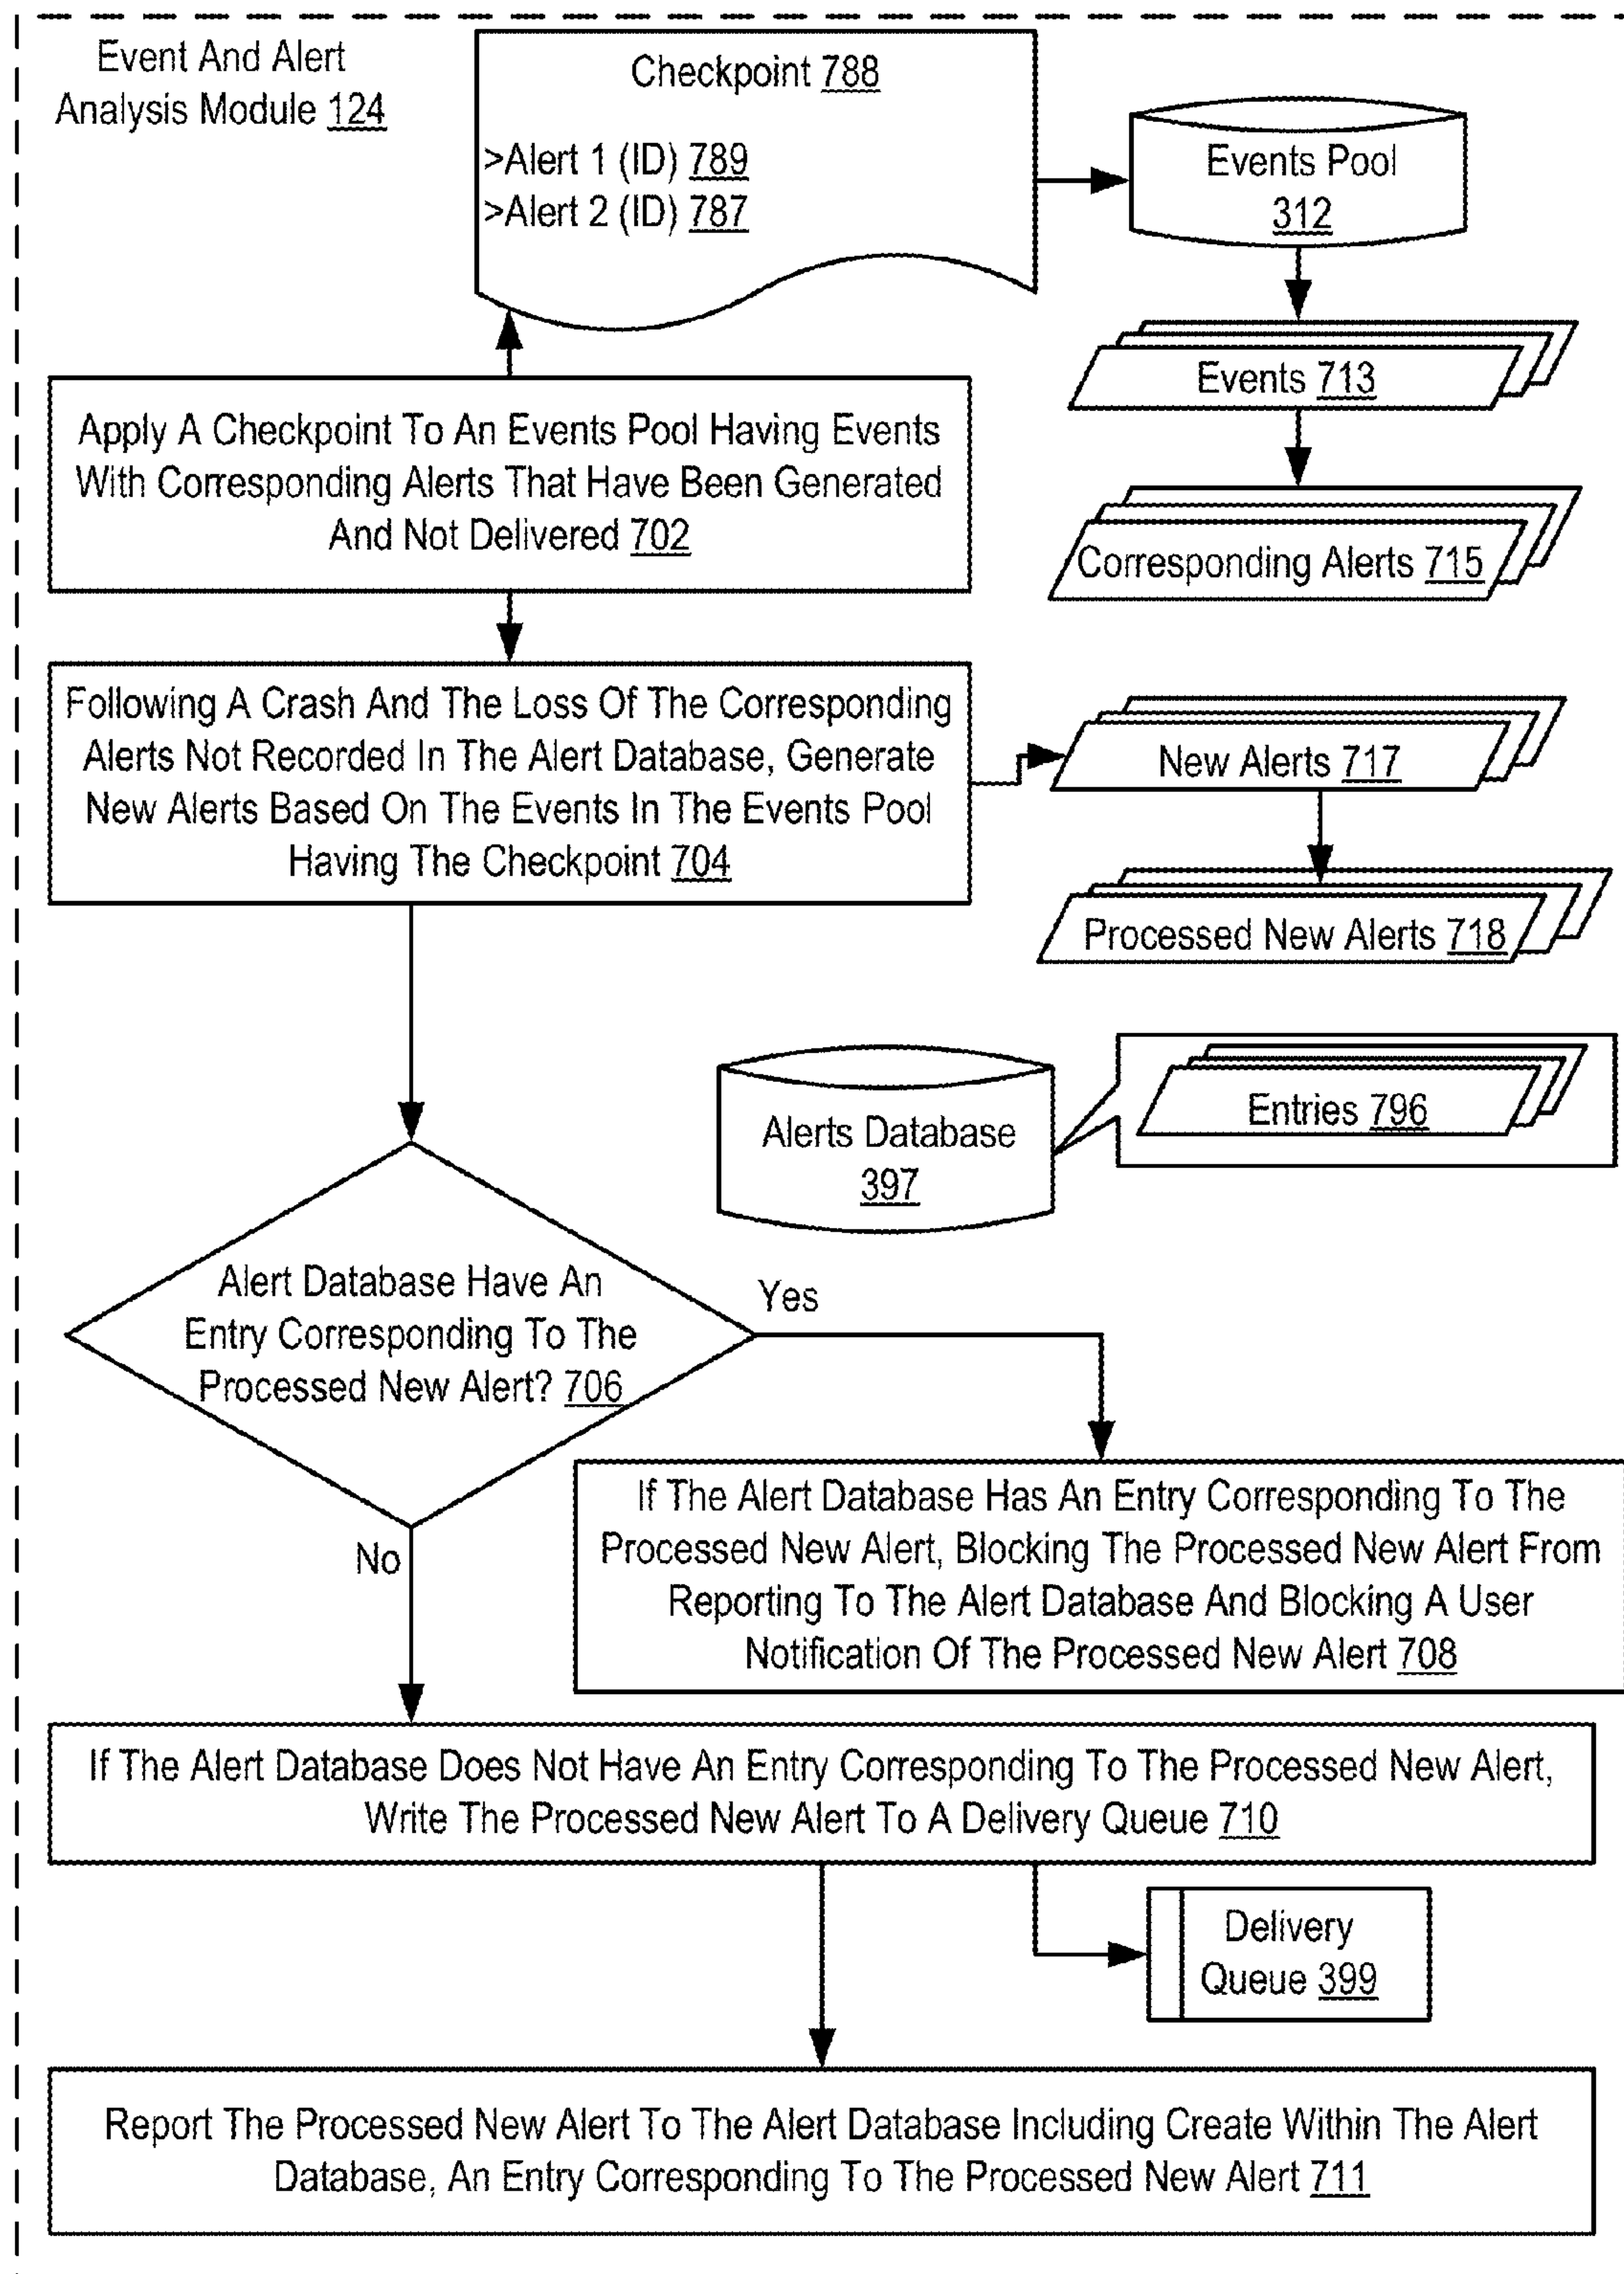 Event And Alert
Analysis Module 124
Checkpoint 788
>Alert 1 (ID) 789
>Alert 2 (ID) 787
Events Pool
312
Events 713
Corresponding Alerts 715
Apply A Checkpoint To An Events Pool Having Events
With Corresponding Alerts That Have Been Generated
And Not Delivered 702
Following A Crash And The Loss Of The Corresponding
Alerts Not Recorded In The Alert Database, Generate
New Alerts Based On The Events In The Events Pool
Having The Checkpoint 704
New Alerts 717
Processed New Alerts 718
Alerts Database
397
Entries 796
Alert Database Have An
Entry Corresponding To The
Processed New Alert? 706
Yes
No
If The Alert Database Has An Entry Corresponding To The
Processed New Alert, Blocking The Processed New Alert From
Reporting To The Alert Database And Blocking A User
Notification Of The Processed New Alert 708
If The Alert Database Does Not Have An Entry Corresponding To The Processed New Alert,
Write The Processed New Alert To A Delivery Queue 710
Delivery
Queue 399
Report The Processed New Alert To The Alert Database Including Create Within The Alert
Database, An Entry Corresponding To The Processed New Alert 711